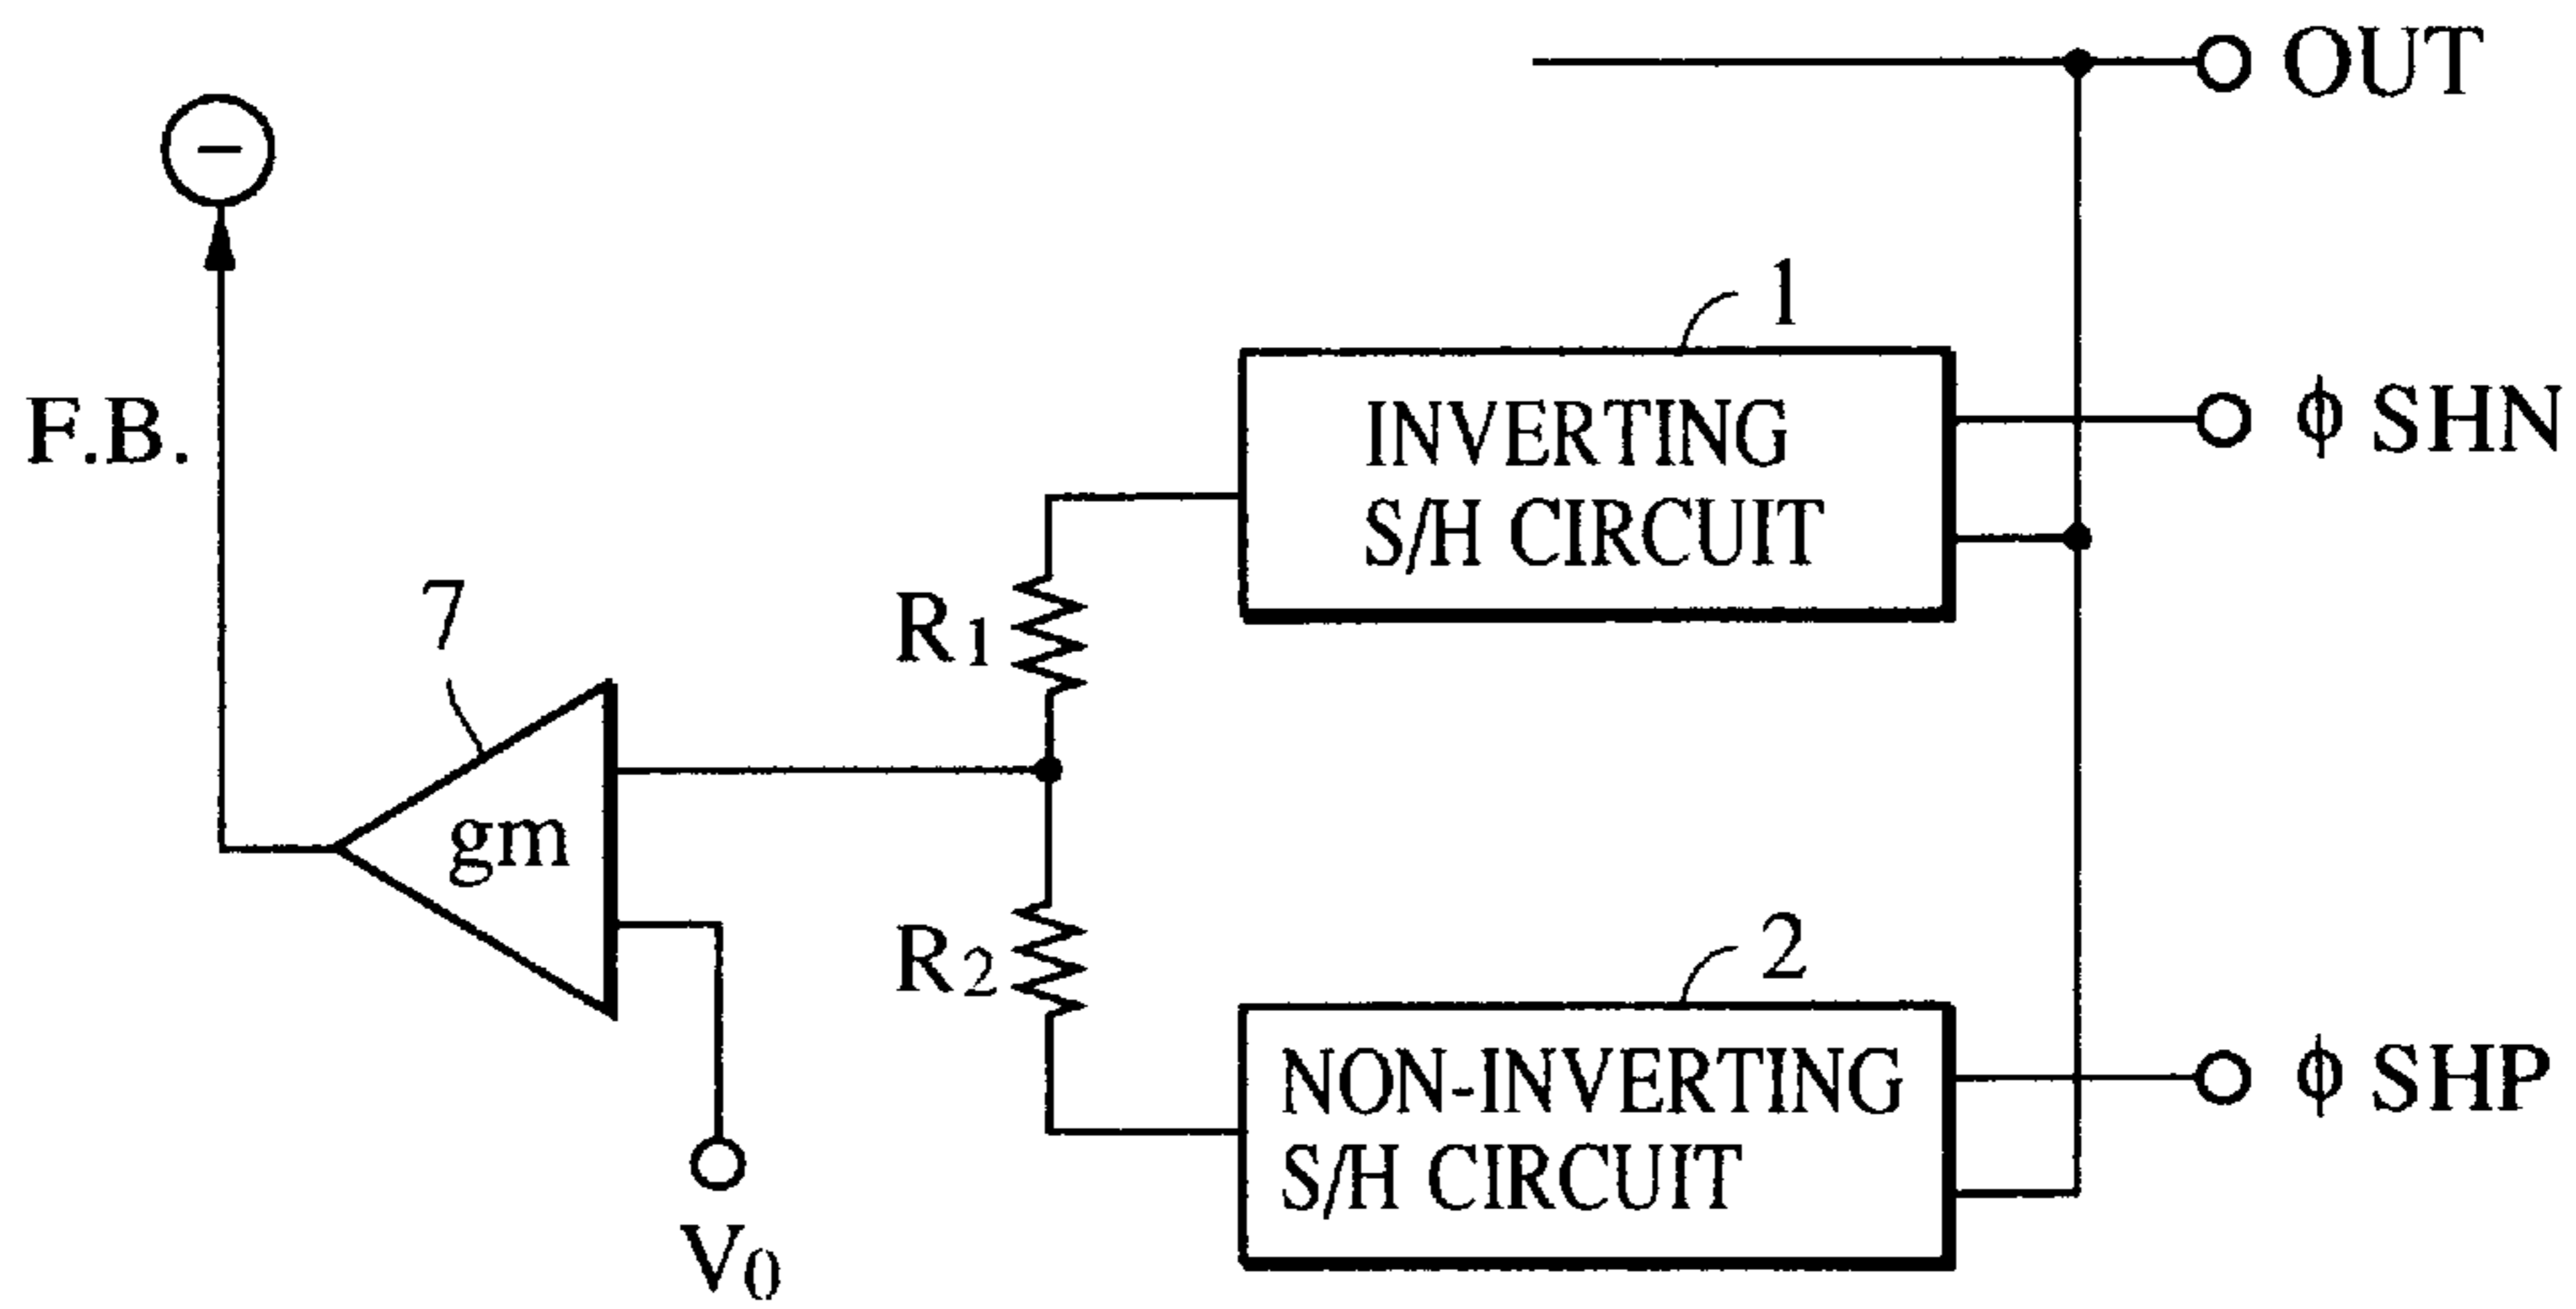 OUT
−
1
F.B.
INVERTING
S/H CIRCUIT
ϕ SHN
7
R1
gm
R2
2
NON-INVERTING
S/H CIRCUIT
ϕ SHP
V0